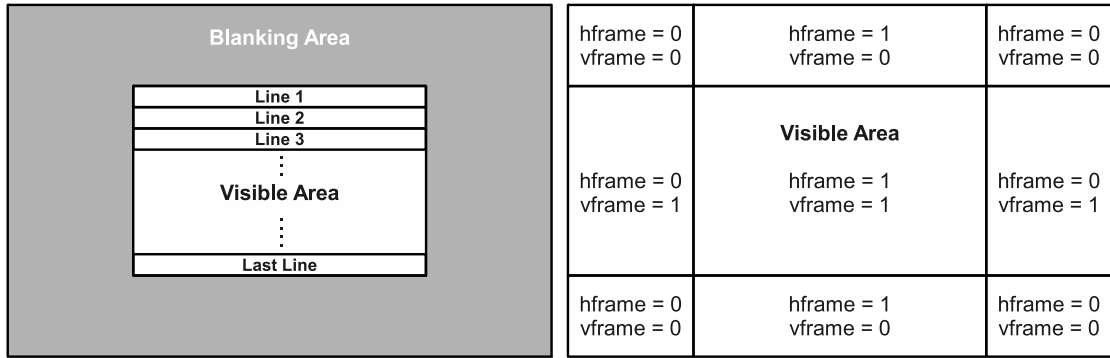 Blanking Area
Line 1
Line 2
Line 3
Visible Area
Last Line
hframe = 0
vframe = 0
hframe = 1
vframe = 0
hframe = 0
vframe = 0
hframe = 0
vframe = 1
Visible Area
hframe = 1
vframe = 1
hframe = 0
vframe = 1
hframe = 0
vframe = 0
hframe = 1
vframe = 0
hframe = 0
vframe = 0